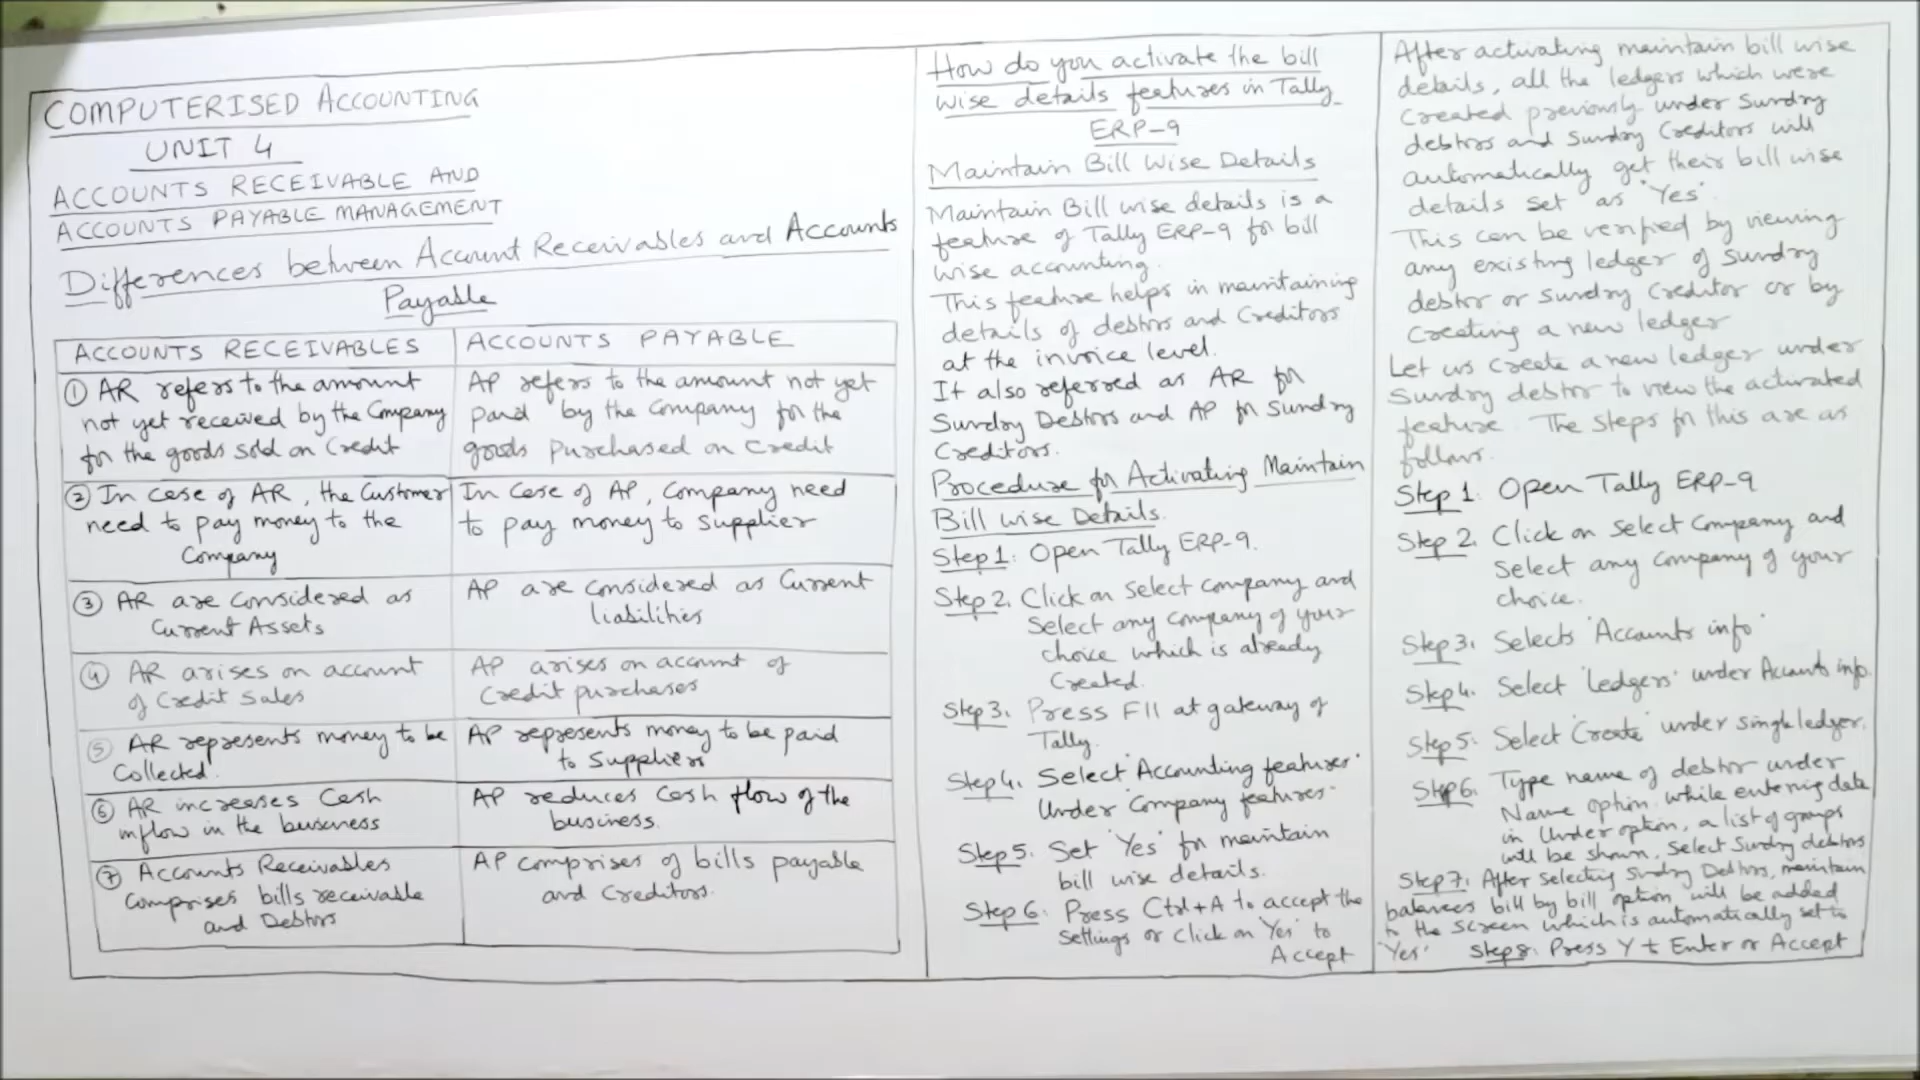 COMPUTERISED ACCOUNTING
UNIT 4
ACCOUNTS RECEIVABLE AND
ACCOUNTS PAYABLE MANAGEMENT
Differences between Account Receivables and Accounts
Payable
ACCOUNTS RECEIVABLES
① AR refers to the amount
not yet received by the Company
for the goods sold on Credit
② In case of AR, the Customer
need to pay money to the
Company
③ AR are considered as
Current Assets
④ AR arises on account
of Credit Sales
⑤ AR represents money to be
Collected.
⑥ AR increases Cash
inflow in the business
⑦ Accounts Receivables
Comprises bills receivable
and Debtors
ACCOUNTS PAYABLE
AP refers to the amount not yet
paid by the Company for the
goods purchased on Credit
In Case of AP, Company need
to pay money to Supplier
AP are considered as Current
liabilities
AP arises on account of
Credit purchases
AP represents money to be paid
to Suppliers
AP reduces cash flow of the
business.
AP comprises of bills payable
and Creditors.
How do you activate the bill
wise details features in Tally
ERP-9
Maintain Bill Wise Details
Maintain Bill wise details is a
feature of Tally ERP-9 for bill
wise accounting.
This feature helps in maintaining
details of debtors and Creditors
at the invoice level.
It also referred as AR for
Sundry Debtors and AP for Sundry
Creditors.
Procedure for Activating Maintain
Bill wise Details.
Step 1: Open Tally ERP-9.
Step 2. Click on Select company and
Select any company of your
choice which is already
Created.
Step 3. Press F11 at gateway of
Tally.
Step 4. Select 'Accounting features'
Under 'Company features'
Step 5. Set 'Yes' for maintain
bill wise details.
Step 6: Press Ctrl+A to accept the
settings or click on 'Yes' to
Accept
After activating maintain bill wise
details, all the ledgers which were
Created previously under Sundry
debtors and Sundry Creditors will
automatically get their bill wise
details set as 'Yes'.
This can be verified by viewing
any existing ledger of Sundry
debtor or Sundry Creditor or by
Creating a new ledger
Let us create a new ledger under
Sundry debtor to view the activated
feature. The steps for this are as
follows.
Step 1: Open Tally ERP-9
Step 2. Click on Select Company and
Select any Company of your
choice.
Step 3. Selects 'Accounts info'
Step 4. Select 'ledgers' under Accounts info.
Step 5: Select 'Create' under single ledger.
Step 6. Type name of debtor under
Name option. while entering data
in Under option, a list of groups
will be shown. Select Sundry debtors
Step 7: After selecting Sundry Debtors, maintain
balances bill by bill option will be added
to the screen which is automatically set to
'Yes' Step 8: Press Y t Enter or Accept